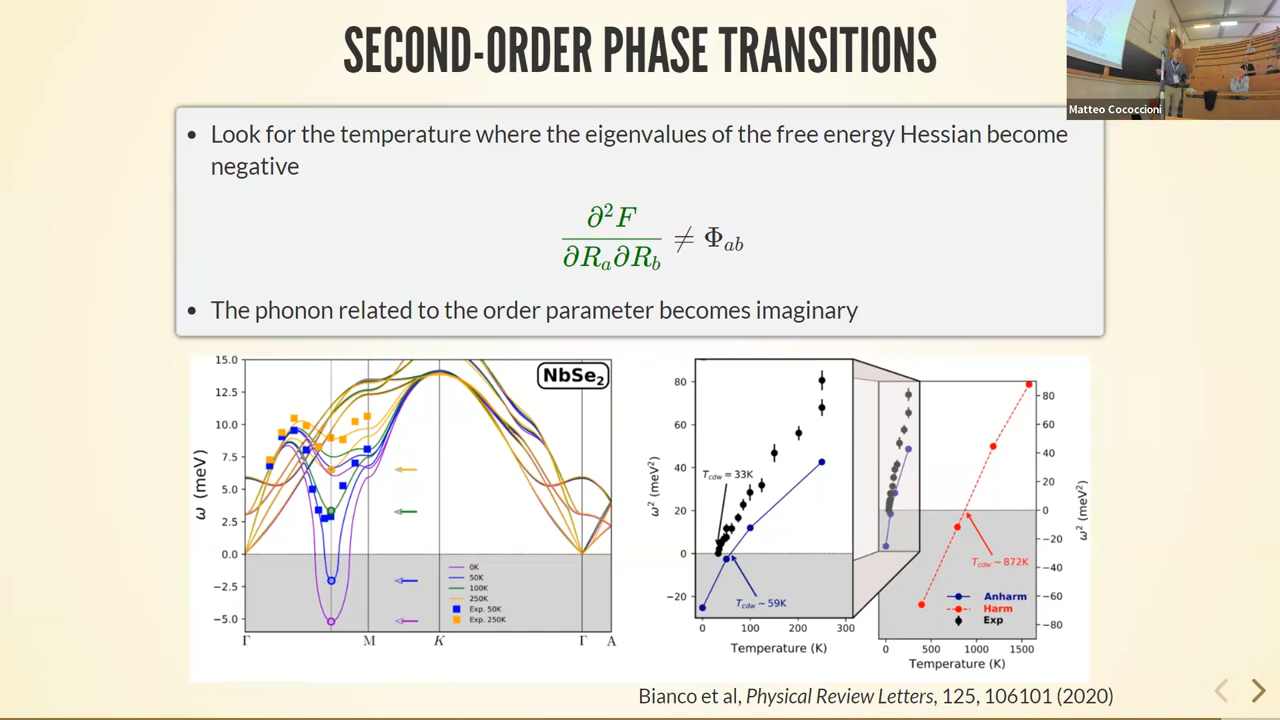 SECOND-ORDER PHASE TRANSITIONS
Matteo Cococcioni
• Look for the temperature where the eigenvalues of the free energy Hessian become
negative
∂²F / ∂Rₐ∂R_b ≠ Φ_ab
• The phonon related to the order parameter becomes imaginary
NbSe₂
ω (meV)
15.0
12.5
10.0
7.5
5.0
2.5
0.0
−2.5
−5.0
0K
50K
100K
250K
Exp. 50K
Exp. 250K
Γ M K Γ A
ω² (meV²)
80
60
40
20
0
−20
T_cdw = 33K
T_cdw ~ 59K
0 100 200 300
Temperature (K)
80
60
40
20
0
−20
−40
−60
−80
ω² (meV²)
T_cdw ~ 872K
Anharm
Harm
Exp
0 500 1000 1500
Temperature (K)
Bianco et al, Physical Review Letters, 125, 106101 (2020)